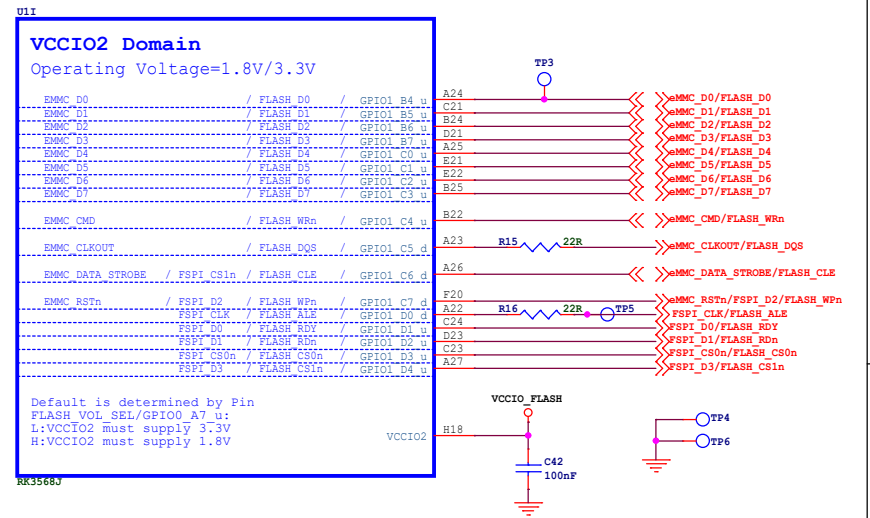 U1I
VCCIO2 Domain
Operating Voltage=1.8V/3.3V
TP3
EMMC_D0 / FLASH_D0 / GPIO1_B4_u A24 eMMC_D0/FLASH_D0
EMMC_D1 / FLASH_D1 / GPIO1_B5_u C21 eMMC_D1/FLASH_D1
EMMC_D2 / FLASH_D2 / GPIO1_B6_u B24 eMMC_D2/FLASH_D2
EMMC_D3 / FLASH_D3 / GPIO1_B7_u D21 eMMC_D3/FLASH_D3
EMMC_D4 / FLASH_D4 / GPIO1_C0_u A25 eMMC_D4/FLASH_D4
EMMC_D5 / FLASH_D5 / GPIO1_C1_u E21 eMMC_D5/FLASH_D5
EMMC_D6 / FLASH_D6 / GPIO1_C2_u E22 eMMC_D6/FLASH_D6
EMMC_D7 / FLASH_D7 / GPIO1_C3_u B25 eMMC_D7/FLASH_D7
EMMC_CMD / FLASH_WRn / GPIO1_C4_u B22 eMMC_CMD/FLASH_WRn
EMMC_CLKOUT / FLASH_DQS / GPIO1_C5_d A23 R15 22R eMMC_CLKOUT/FLASH_DQS
EMMC_DATA_STROBE / FSPI_CS1n / FLASH_CLE / GPIO1_C6_d A26 eMMC_DATA_STROBE/FLASH_CLE
EMMC_RSTn / FSPI_D2 / FLASH_WPn / GPIO1_C7_d F20 eMMC_RSTn/FSPI_D2/FLASH_WPn
FSPI_CLK / FLASH_ALE / GPIO1_D0_d A22 R16 22R TP5 FSPI_CLK/FLASH_ALE
FSPI_D0 / FLASH_RDY / GPIO1_D1_u C24 FSPI_D0/FLASH_RDY
FSPI_D1 / FLASH_RDn / GPIO1_D2_u D23 FSPI_D1/FLASH_RDn
FSPI_CS0n / FLASH_CS0n / GPIO1_D3_u C23 FSPI_CS0n/FLASH_CS0n
FSPI_D3 / FLASH_CS1n / GPIO1_D4_u A27 FSPI_D3/FLASH_CS1n
Default is determined by Pin
FLASH_VOL_SEL/GPIO0_A7_u:
L:VCCIO2 must supply 3.3V
H:VCCIO2 must supply 1.8V
VCCIO2 H18
VCCIO_FLASH
C42
100nF
TP4
TP6
RK3568J